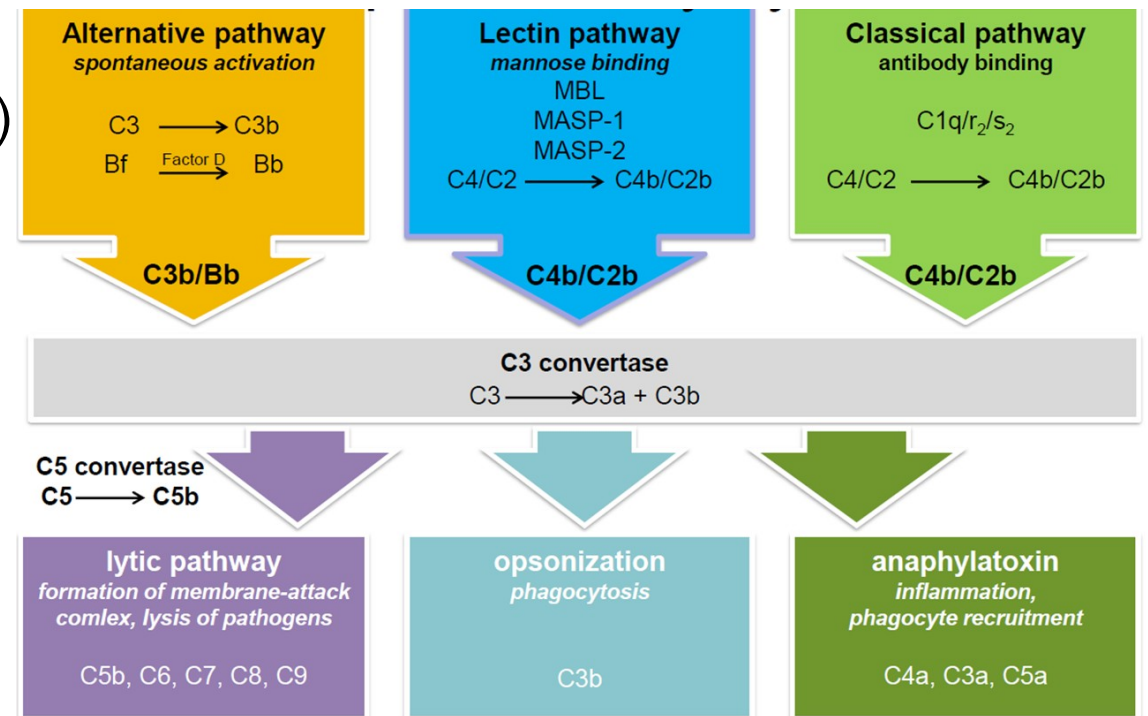 )
Alternative pathway
spontaneous activation
C3 → C3b
Bf Factor D → Bb
C3b/Bb
Lectin pathway
mannose binding
MBL
MASP-1
MASP-2
C4/C2 → C4b/C2b
C4b/C2b
Classical pathway
antibody binding
C1q/r₂/s₂
C4/C2 → C4b/C2b
C4b/C2b
C3 convertase
C3 → C3a + C3b
C5 convertase
C5 → C5b
lytic pathway
formation of membrane-attack
comlex, lysis of pathogens
C5b, C6, C7, C8, C9
opsonization
phagocytosis
C3b
anaphylatoxin
inflammation,
phagocyte recruitment
C4a, C3a, C5a